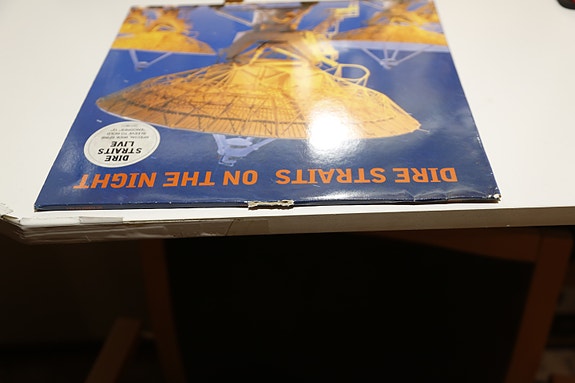 DIRE STRAITS ON THE NIGHT
DIRE
STRAITS
LIVE